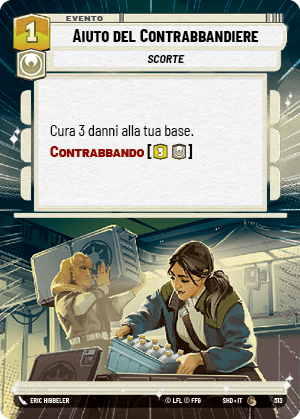 EVENTO
1
AIUTO DEL CONTRABBANDIERE
SCORTE
Cura 3 danni alla tua base.
CONTRABBANDO [3]
ERIC HIBBELER
© LFL © FFG
SHD • IT
513